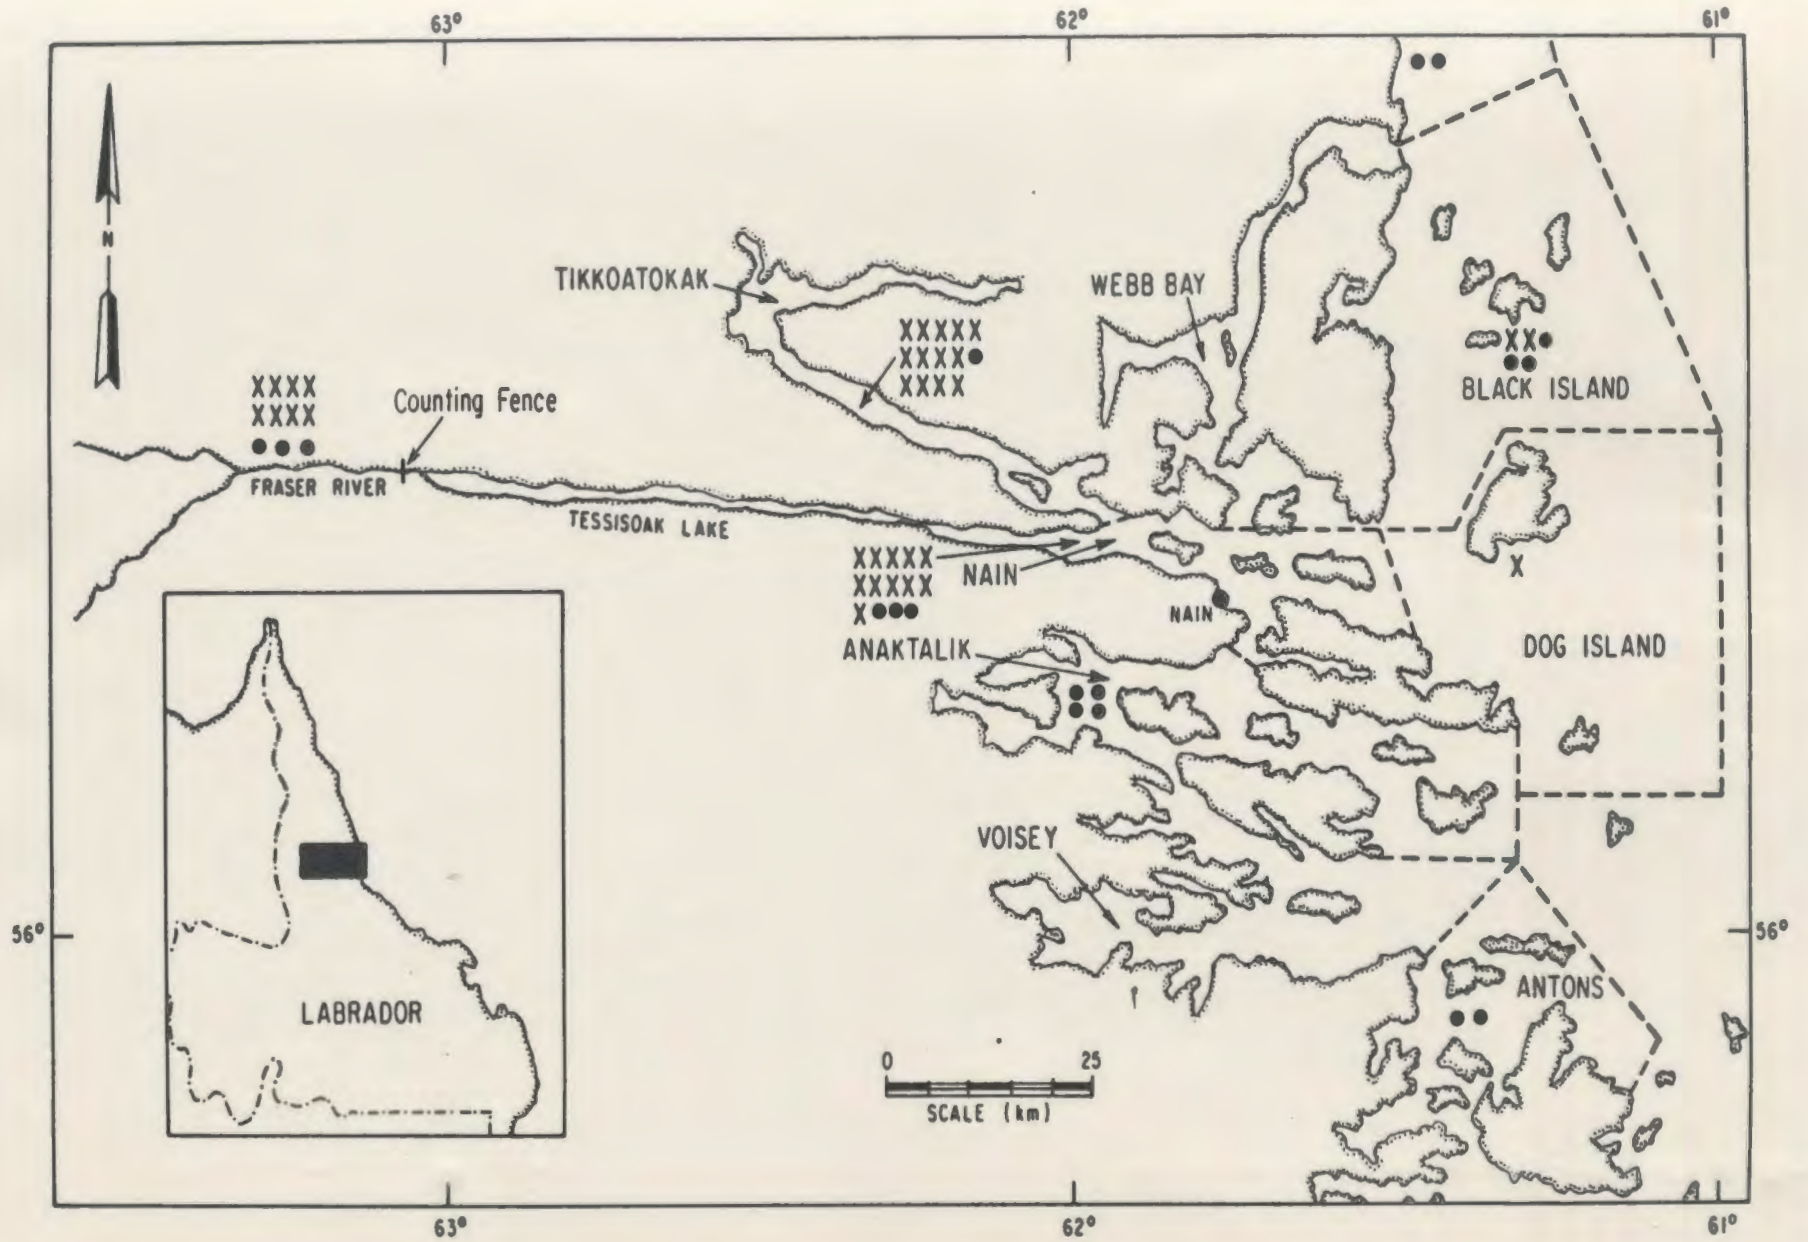 63° 62° 61°
N
TIKKOATOKAK
WEBB BAY
XXXXX
XXXX
XXXX
XX
BLACK ISLAND
XXXX
XXXX
Counting Fence
FRASER RIVER
TESSISOAK LAKE
XXXXX
XXXXX
X
NAIN
X
NAIN
ANAKTALIK
DOG ISLAND
VOISEY
56° 56°
ANTONS
LABRADOR
0 25
SCALE (km)
63° 62° 61°